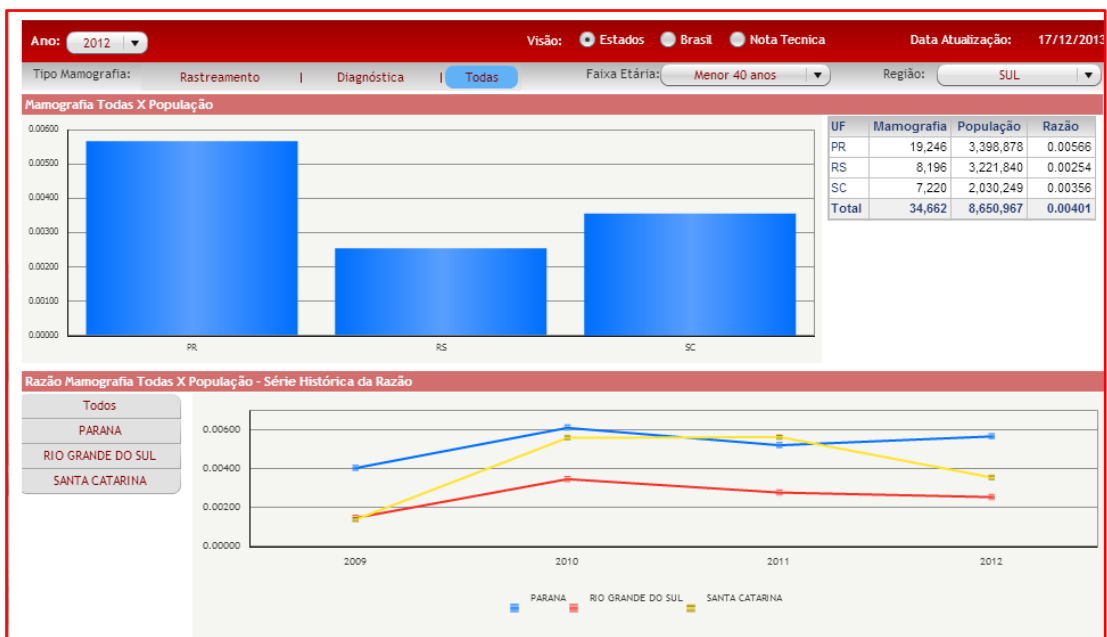 Ano: 2012 Visão: Estados Brasil Nota Tecnica Data Atualização: 17/12/2013
Tipo Mamografia: Rastreamento | Diagnóstica | Todas Faixa Etária: Menor 40 anos Região: SUL
Mamografia Todas X População
0.00600
0.00500
0.00400
0.00300
0.00200
0.00100
0.00000
PR RS SC
UF Mamografia População Razão
PR 19,246 3,398,878 0.00566
RS 8,196 3,221,840 0.00254
SC 7,220 2,030,249 0.00356
Total 34,662 8,650,967 0.00401
Razão Mamografia Todas X População - Série Histórica da Razão
Todos
PARANA
RIO GRANDE DO SUL
SANTA CATARINA
0.00600
0.00400
0.00200
0.00000
2009 2010 2011 2012
PARANA RIO GRANDE DO SUL SANTA CATARINA